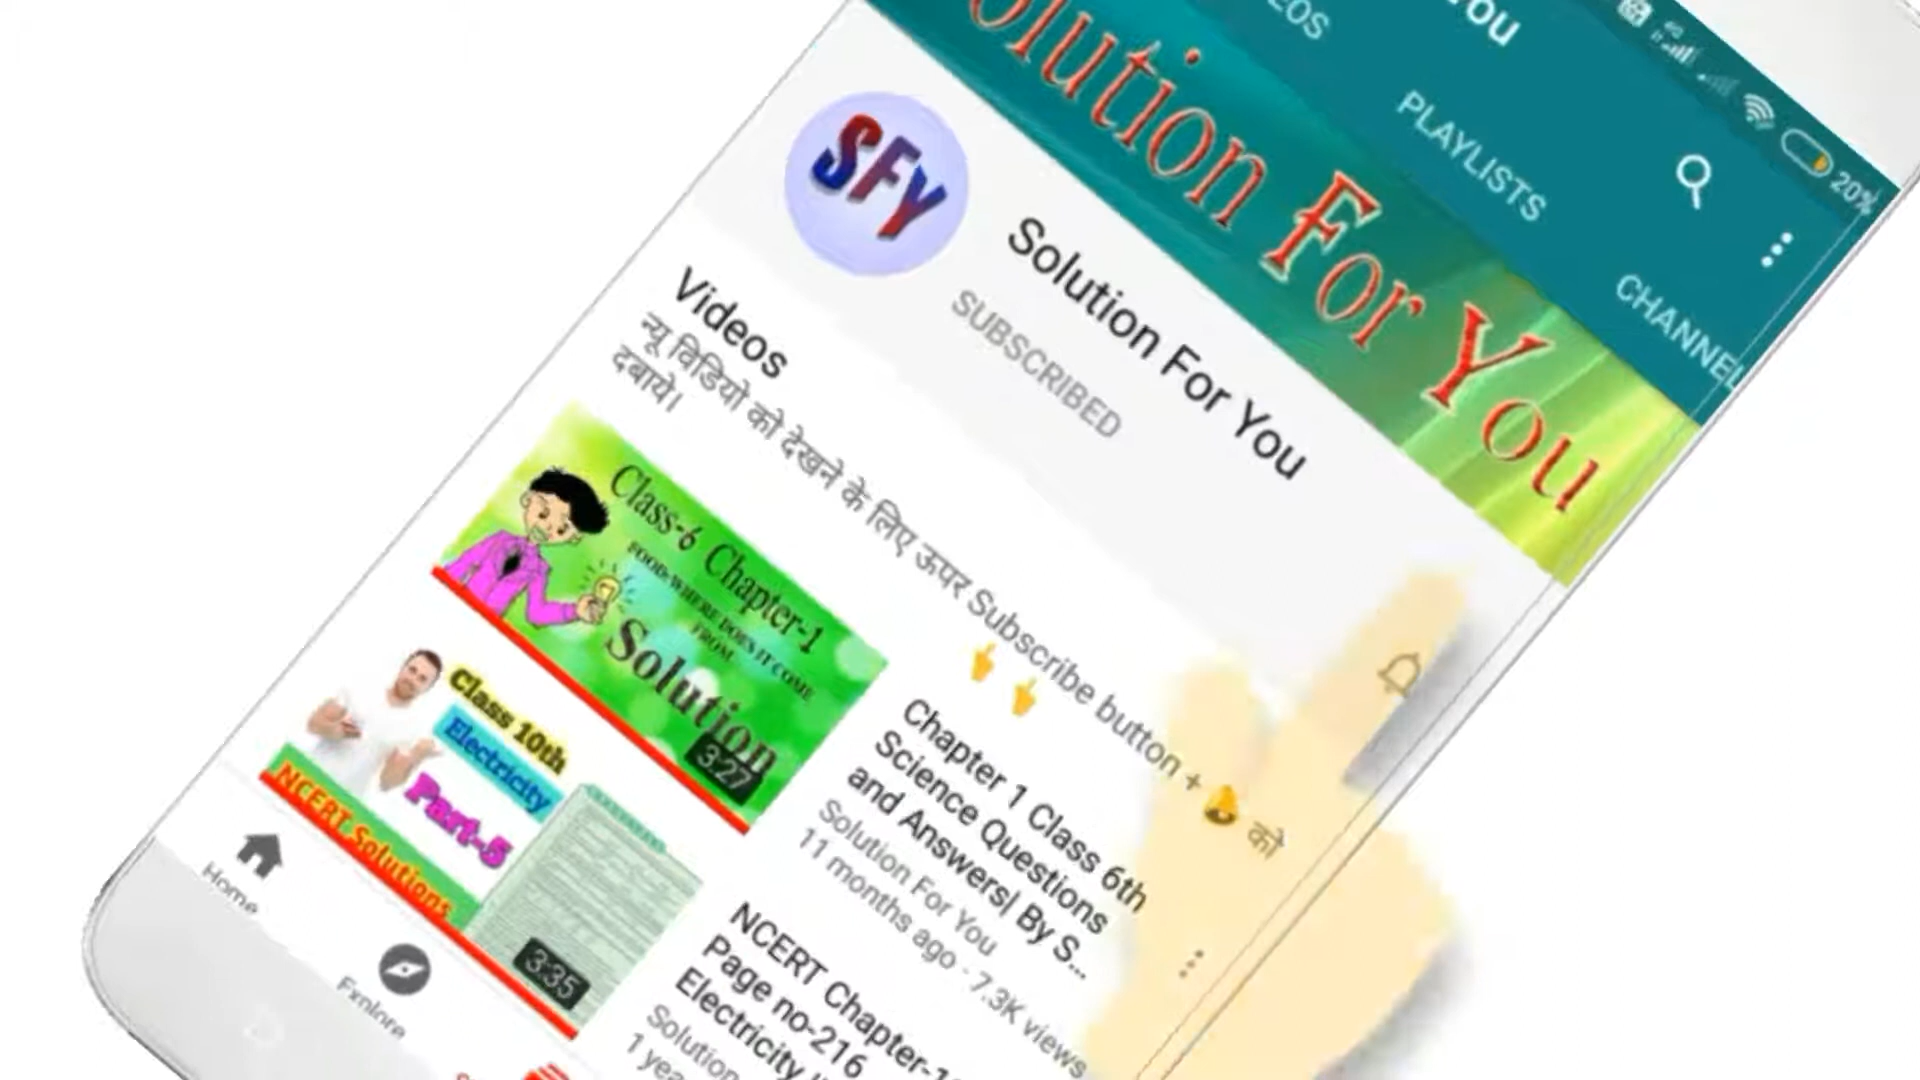 20%
PLAYLISTS
CHANNEL
For You
SFY
Solution For You
SUBSCRIBED
Videos
न्यू विडियो को देखने के लिए ऊपर Subscribe button + 🔔 को
दबाये।
Class-6 Chapter-1
FOOD: WHERE DOES IT COME
FROM
Solution
3:27
Chapter 1 Class 6th
Science Questions
and Answers| By S...
Solution For You
11 months ago · 7.3K views
Class 10th
Electricity
Part-5
NCERT Solutions
3:35
NCERT Chapter-1
Page no-216
Electricity
Solution
1
Home
Explore